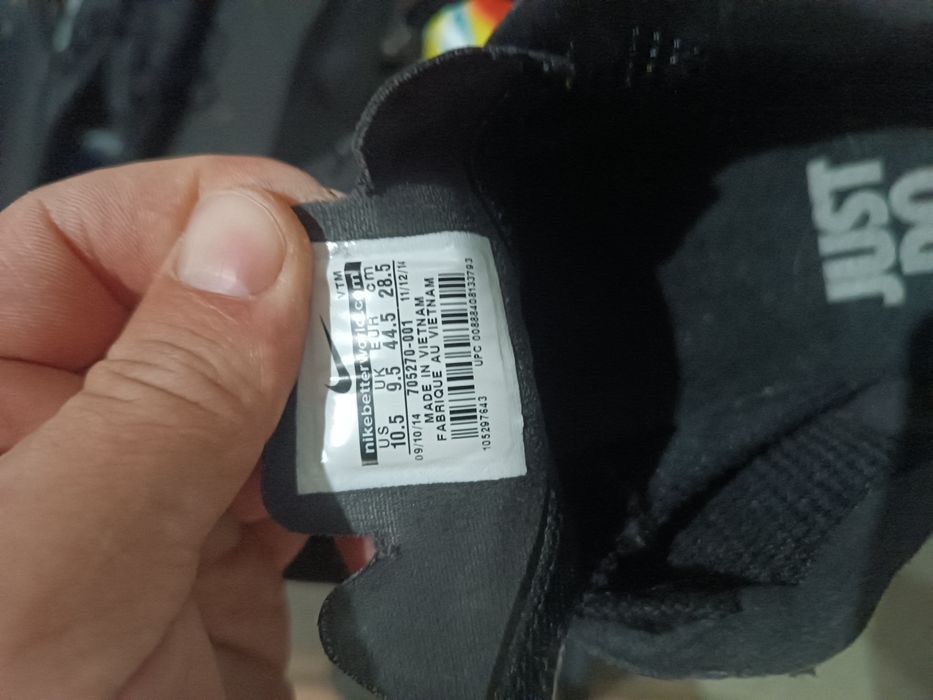 nikebetterworld.com VTM
US UK EUR cm
10.5 9.5 44.5 28.5
09/10/14 705270-001 11/12/14
MADE IN VIETNAM
FABRIQUE AU VIETNAM
UPC 00888408133793
105297643
JUST
DO